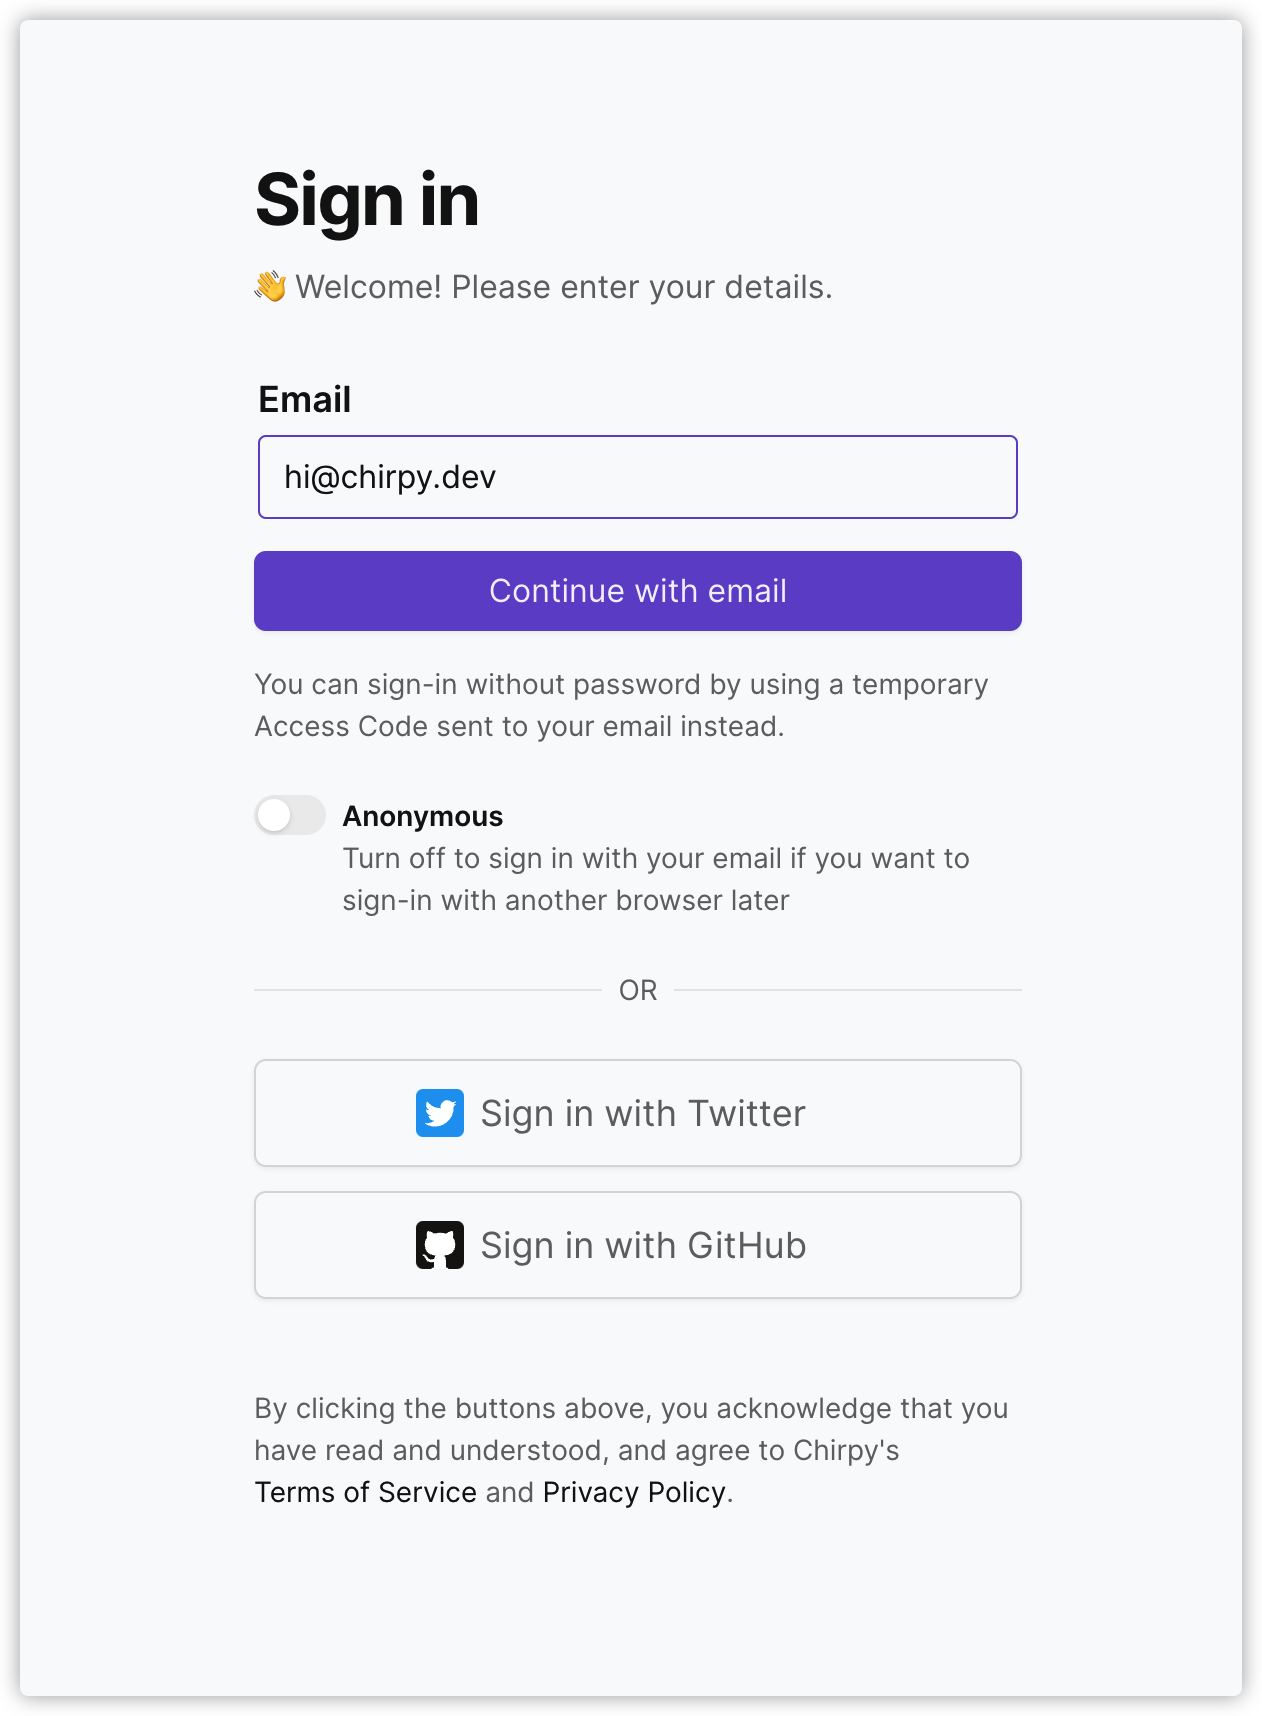 Sign in
👋 Welcome! Please enter your details.
Email
hi@chirpy.dev
Continue with email
You can sign-in without password by using a temporary
Access Code sent to your email instead.
Anonymous
Turn off to sign in with your email if you want to
sign-in with another browser later
OR
Sign in with Twitter
Sign in with GitHub
By clicking the buttons above, you acknowledge that you
have read and understood, and agree to Chirpy's
Terms of Service and Privacy Policy.